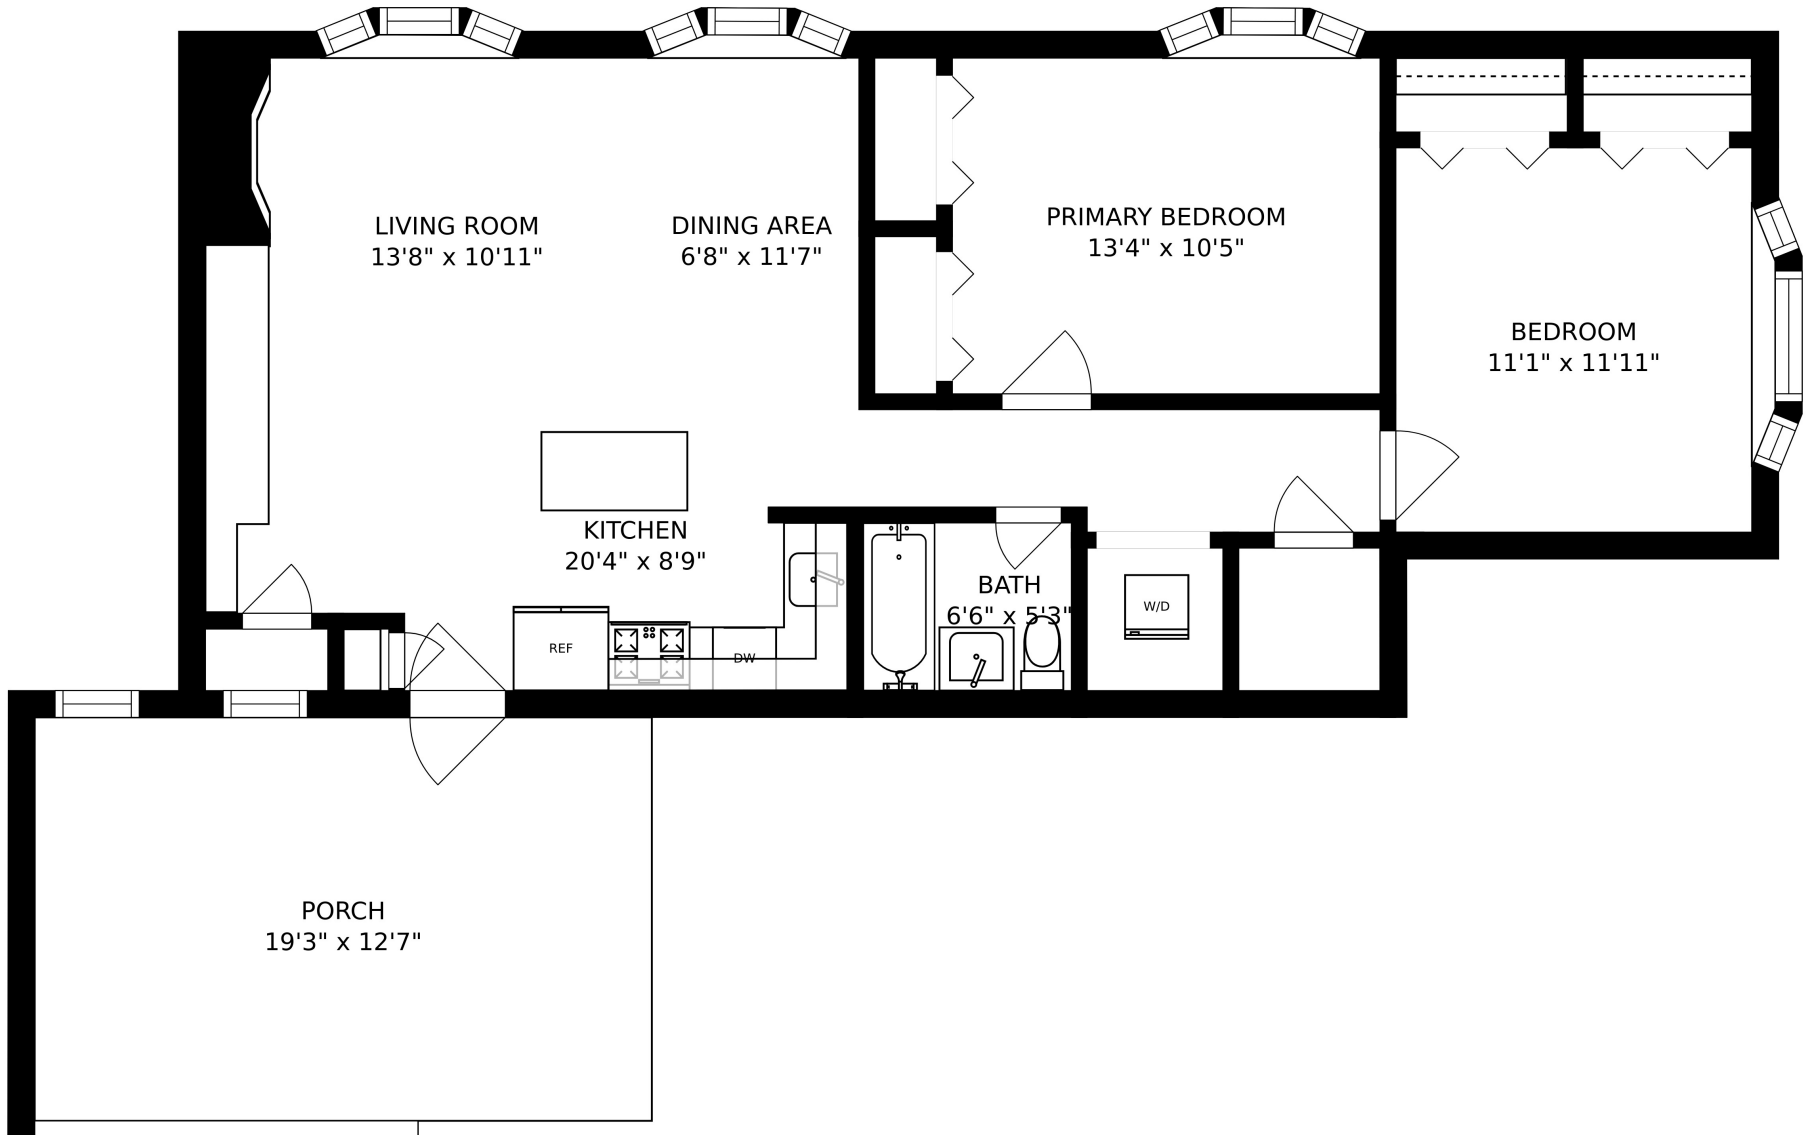 LIVING ROOM
13'8" x 10'11"
DINING AREA
6'8" x 11'7"
PRIMARY BEDROOM
13'4" x 10'5"
BEDROOM
11'1" x 11'11"
KITCHEN
20'4" x 8'9"
BATH
6'6" x 5'3"
W/D
REF
DW
PORCH
19'3" x 12'7"